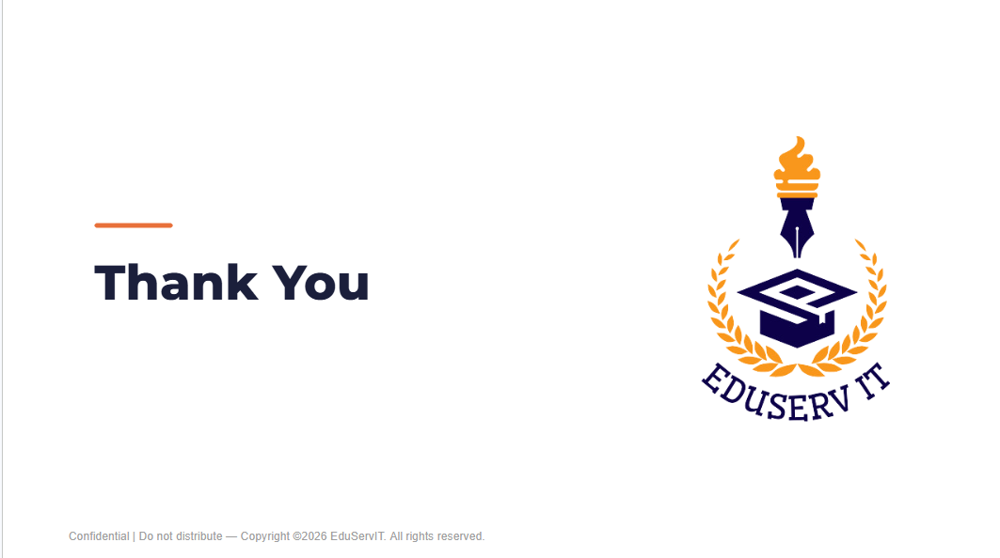 Thank You
EDUSERV IT
Confidential | Do not distribute — Copyright ©2026 EduServIT. All rights reserved.